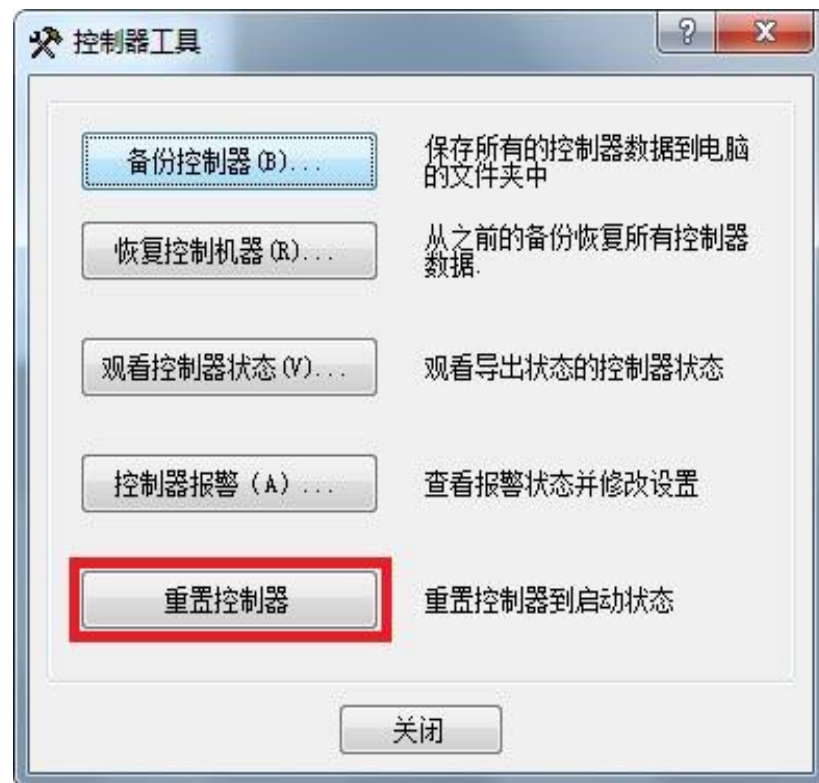 控制器工具
备份控制器(B)...
保存所有的控制器数据到电脑
的文件夹中
恢复控制机器(R)...
从之前的备份恢复所有控制器
数据.
观看控制器状态(V)...
观看导出状态的控制器状态
控制器报警（A）...
查看报警状态并修改设置
重置控制器
重置控制器到启动状态
关闭